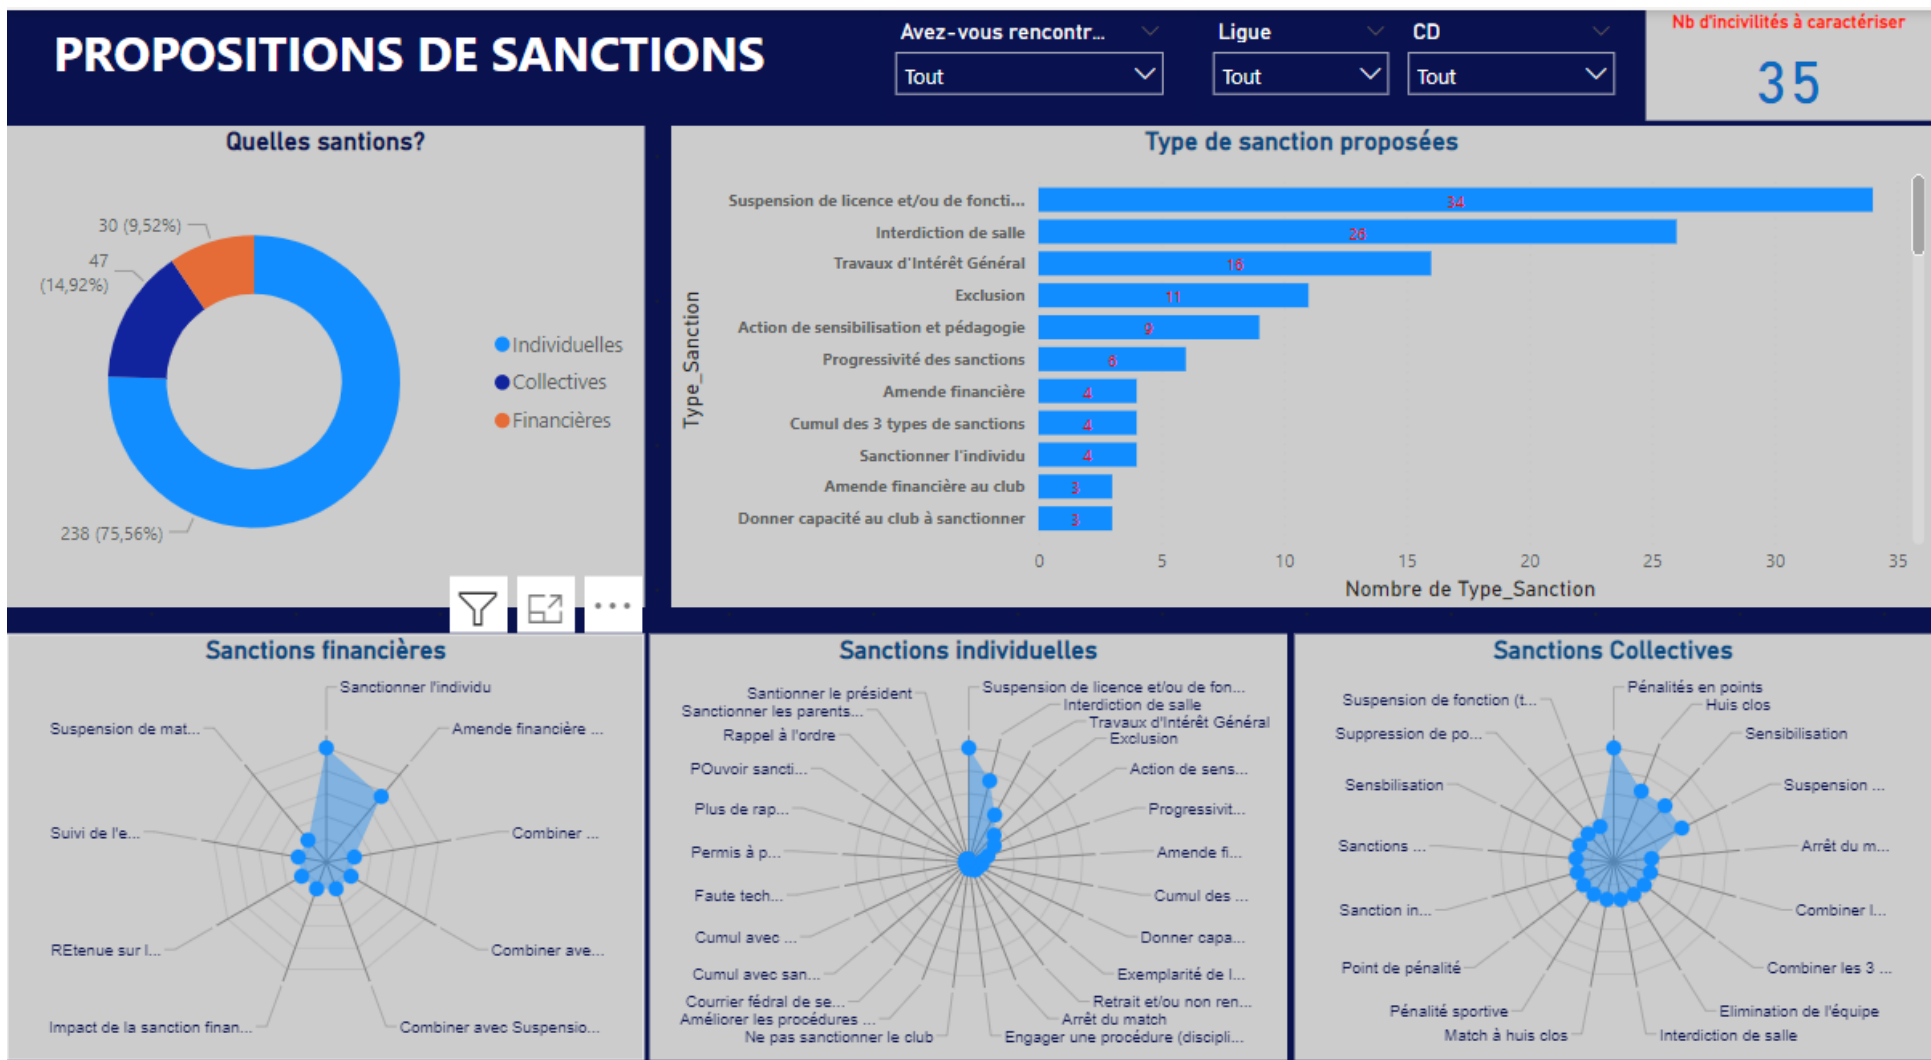 PROPOSITIONS DE SANCTIONS
Avez-vous rencontr...
Tout
Ligue
Tout
CD
Tout
Nb d'incivilités à caractériser
35
Quelles santions?
30 (9,52%)
47
(14,92%)
238 (75,56%)
Individuelles
Collectives
Financières
Type de sanction proposées
Type_Sanction
Suspension de licence et/ou de foncti...
34
Interdiction de salle
26
Travaux d'Intérêt Général
16
Exclusion
11
Action de sensibilisation et pédagogie
9
Progressivité des sanctions
6
Amende financière
4
Cumul des 3 types de sanctions
4
Sanctionner l'individu
4
Amende financière au club
3
Donner capacité au club à sanctionner
3
0 5 10 15 20 25 30 35
Nombre de Type_Sanction
Sanctions financières
Sanctionner l'individu
Amende financière ...
Combiner ...
Combiner ave...
Combiner avec Suspensio...
Impact de la sanction finan...
REtenue sur l...
Suivi de l'e...
Suspension de mat...
Sanctions individuelles
Suspension de licence et/ou de fon...
Interdiction de salle
Travaux d'Intérêt Général
Exclusion
Action de sens...
Progressivit...
Amende fi...
Cumul des ...
Donner capa...
Exemplarité de l...
Retrait et/ou non ren...
Arrêt du match
Engager une procédure (discipli...
Ne pas sanctionner le club
Améliorer les procédures ...
Courrier fédral de se...
Cumul avec san...
Cumul avec ...
Faute tech...
Permis à p...
Plus de rap...
POuvoir sancti...
Rappel à l'ordre
Sanctionner les parents...
Santionner le président
Sanctions Collectives
Pénalités en points
Huis clos
Sensibilisation
Suspension ...
Arrêt du m...
Combiner l...
Combiner les 3 ...
Elimination de l'équipe
Interdiction de salle
Match à huis clos
Pénalité sportive
Point de pénalité
Sanction in...
Sanctions ...
Sensbilisation
Suppression de po...
Suspension de fonction (t...